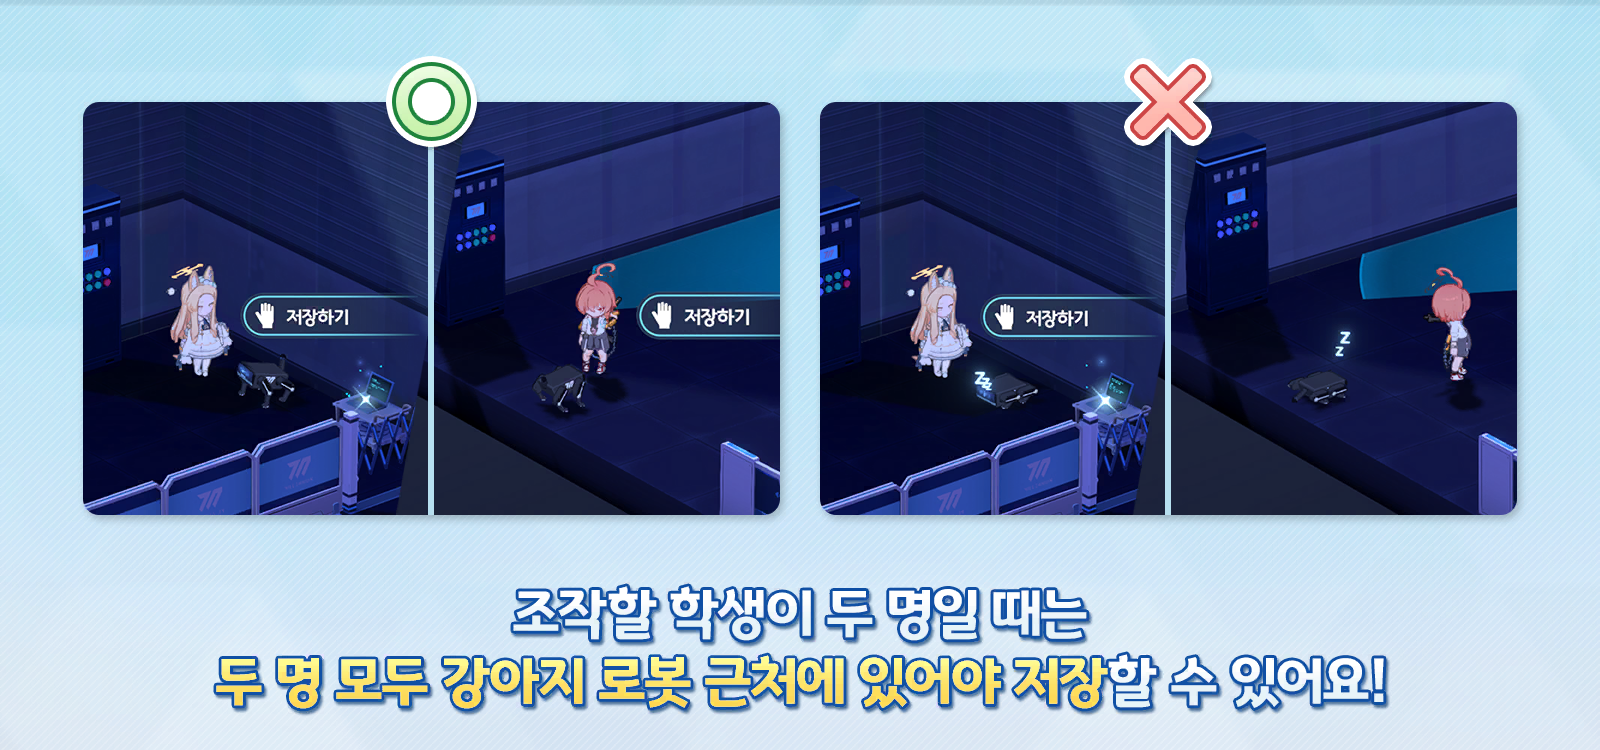 저장하기
저장하기
저장하기
z
z
zzz
조작할 학생이 두 명일 때는
두 명 모두 강아지 로봇 근처에 있어야 저장할 수 있어요!